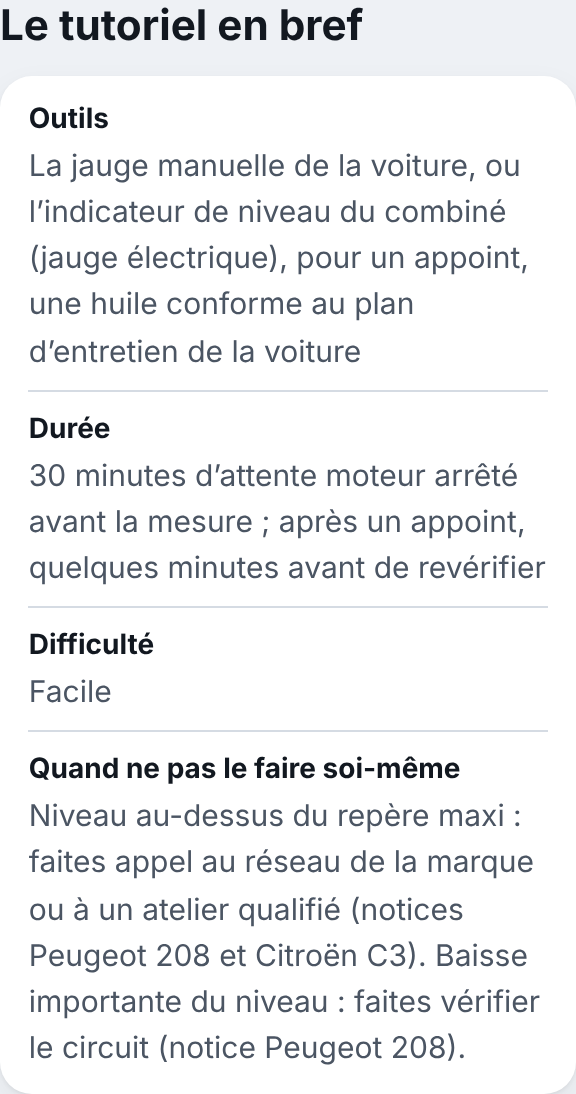 Le tutoriel en bref
Outils
La jauge manuelle de la voiture, ou
l’indicateur de niveau du combiné
(jauge électrique), pour un appoint,
une huile conforme au plan
d’entretien de la voiture
Durée
30 minutes d’attente moteur arrêté
avant la mesure ; après un appoint,
quelques minutes avant de revérifier
Difficulté
Facile
Quand ne pas le faire soi-même
Niveau au-dessus du repère maxi :
faites appel au réseau de la marque
ou à un atelier qualifié (notices
Peugeot 208 et Citroën C3). Baisse
importante du niveau : faites vérifier
le circuit (notice Peugeot 208).